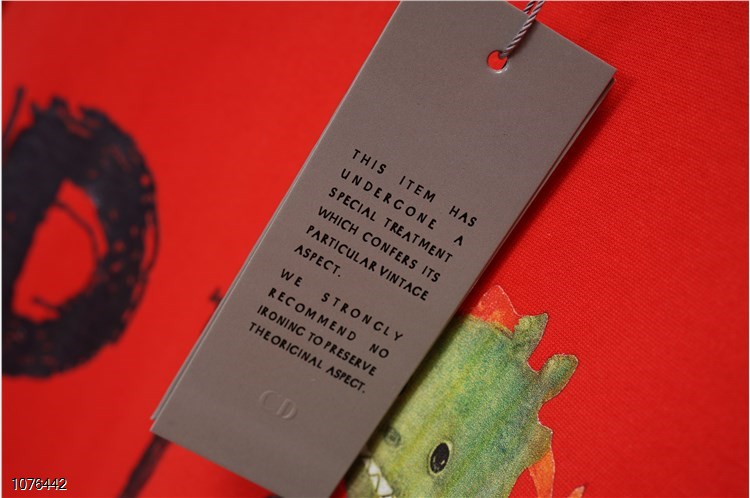 THIS ITEM HAS
UNDERGONE A
SPECIAL TREATMENT
WHICH CONFERS ITS
PARTICULAR VINTAGE
ASPECT.
WE STRONGLY
RECOMMEND NO
IRONING TO PRESERVE
THE ORIGINAL ASPECT.
CD
1076442